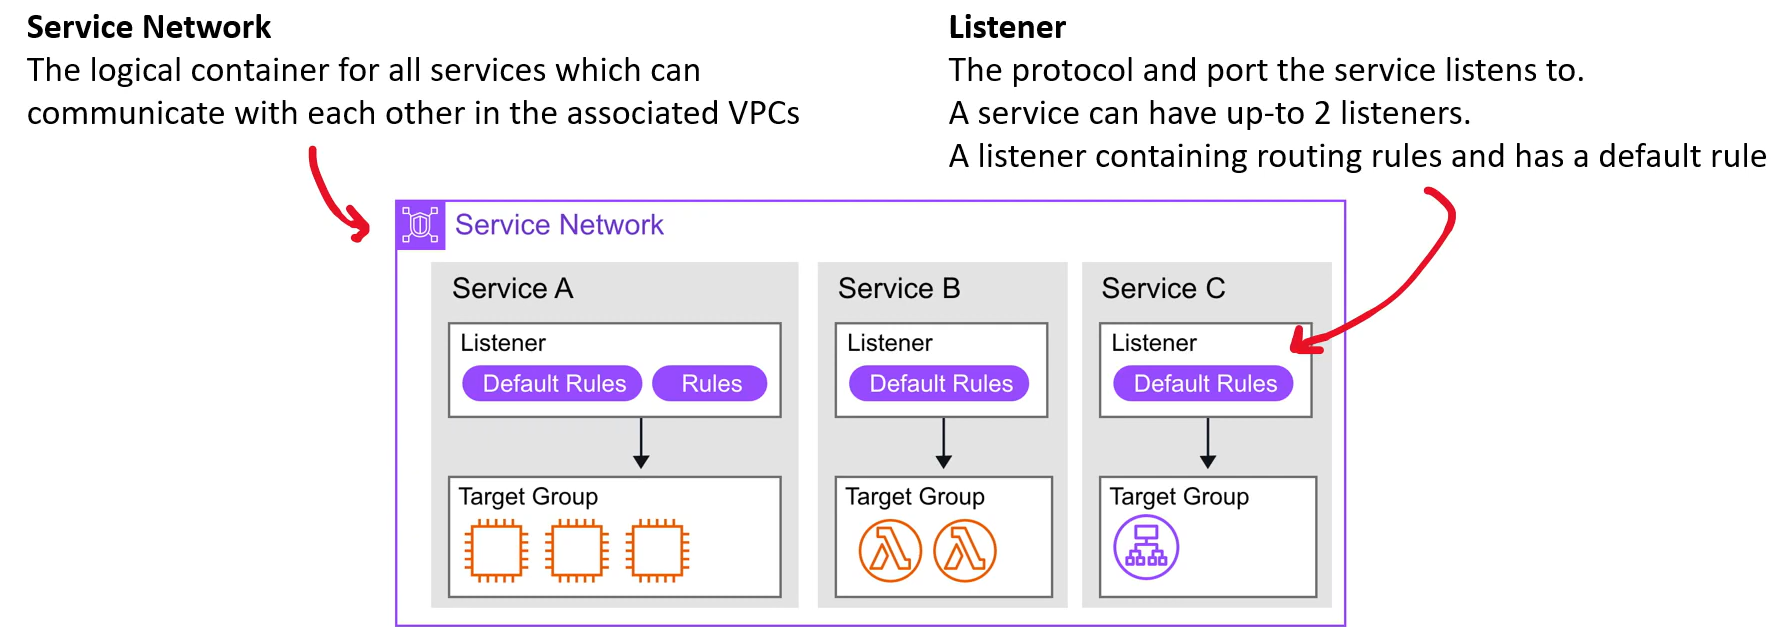 Service Network
The logical container for all services which can
communicate with each other in the associated VPCs
Listener
The protocol and port the service listens to.
A service can have up-to 2 listeners.
A listener containing routing rules and has a default rule
Service Network
Service A
Listener
Default Rules
Rules
Target Group
Service B
Listener
Default Rules
Target Group
Service C
Listener
Default Rules
Target Group